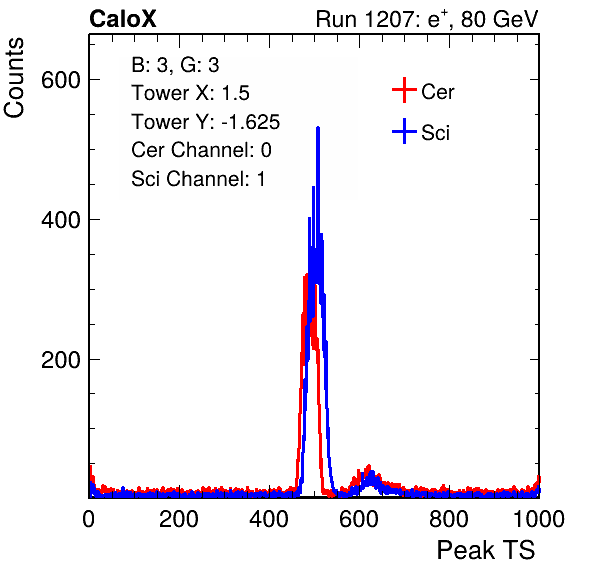 CaloX Run 1207: e⁺, 80 GeV
Counts
B: 3, G: 3
Tower X: 1.5
Tower Y: -1.625
Cer Channel: 0
Sci Channel: 1
Cer
Sci
600
400
200
0 200 400 600 800 1000
Peak TS